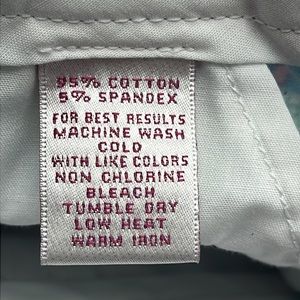 95% COTTON
5% SPANDEX
FOR BEST RESULTS
MACHINE WASH
COLD
WITH LIKE COLORS
NON CHLORINE
BLEACH
TUMBLE DRY
LOW HEAT
WARM IRON